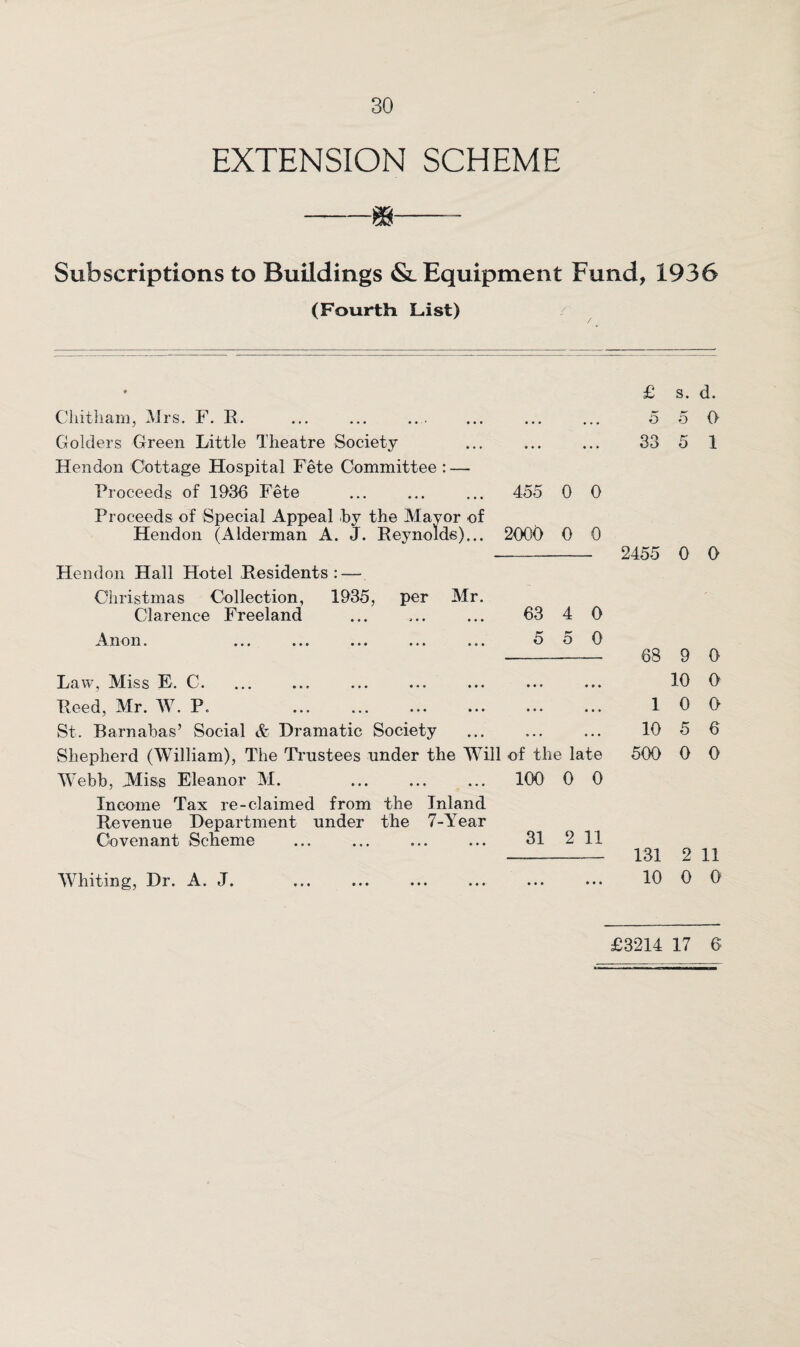 30
EXTENSION SCHEME
Subscriptions to Buildings & Equipment Fund, 1936
(Fourth List)
£ s. d.
Chitham, Mrs. F. R. ... ... ... ... ... ... 5 5 0
Golders Green Little Theatre Society ... ... ... 33 5 1
Hendon Cottage Hospital Fête Committee :—
Proceeds of 1936 Fête ... ... ... 455 0 0
Proceeds of Special Appeal by the Mayor of
Hendon (Alderman A. J. Reynolds)... 2000 0 0
2455 0 0
Hendon Hall Hotel Residents :—
Christmas Collection, 1935, per Mr.
Clarence Freeland ... ... ... 63 4 0
Anon. ... ... ... ... ... 5 5 0
68 9 0
Law, Miss E. C. ... ... ... ... ... ... ... 10 0
Reed, Mr. W. P. ... ... ... ... ... ... ... 1 0 0
St. Barnabas' Social & Dramatic Society ... ... ... 10 5 6
Shepherd (William), The Trustees under the Will of the late 500 0 0
Webb, Miss Eleanor M. ... ... ... 100 0 0
Income Tax re-claimed from the Inland
Revenue Department under the 7-Year
Covenant Scheme ... ... ... ... 31 2 11
131 2 11
Whiting, Dr. A. J. ... ... ... ... ... ... 10 0 0
£3214 17 6